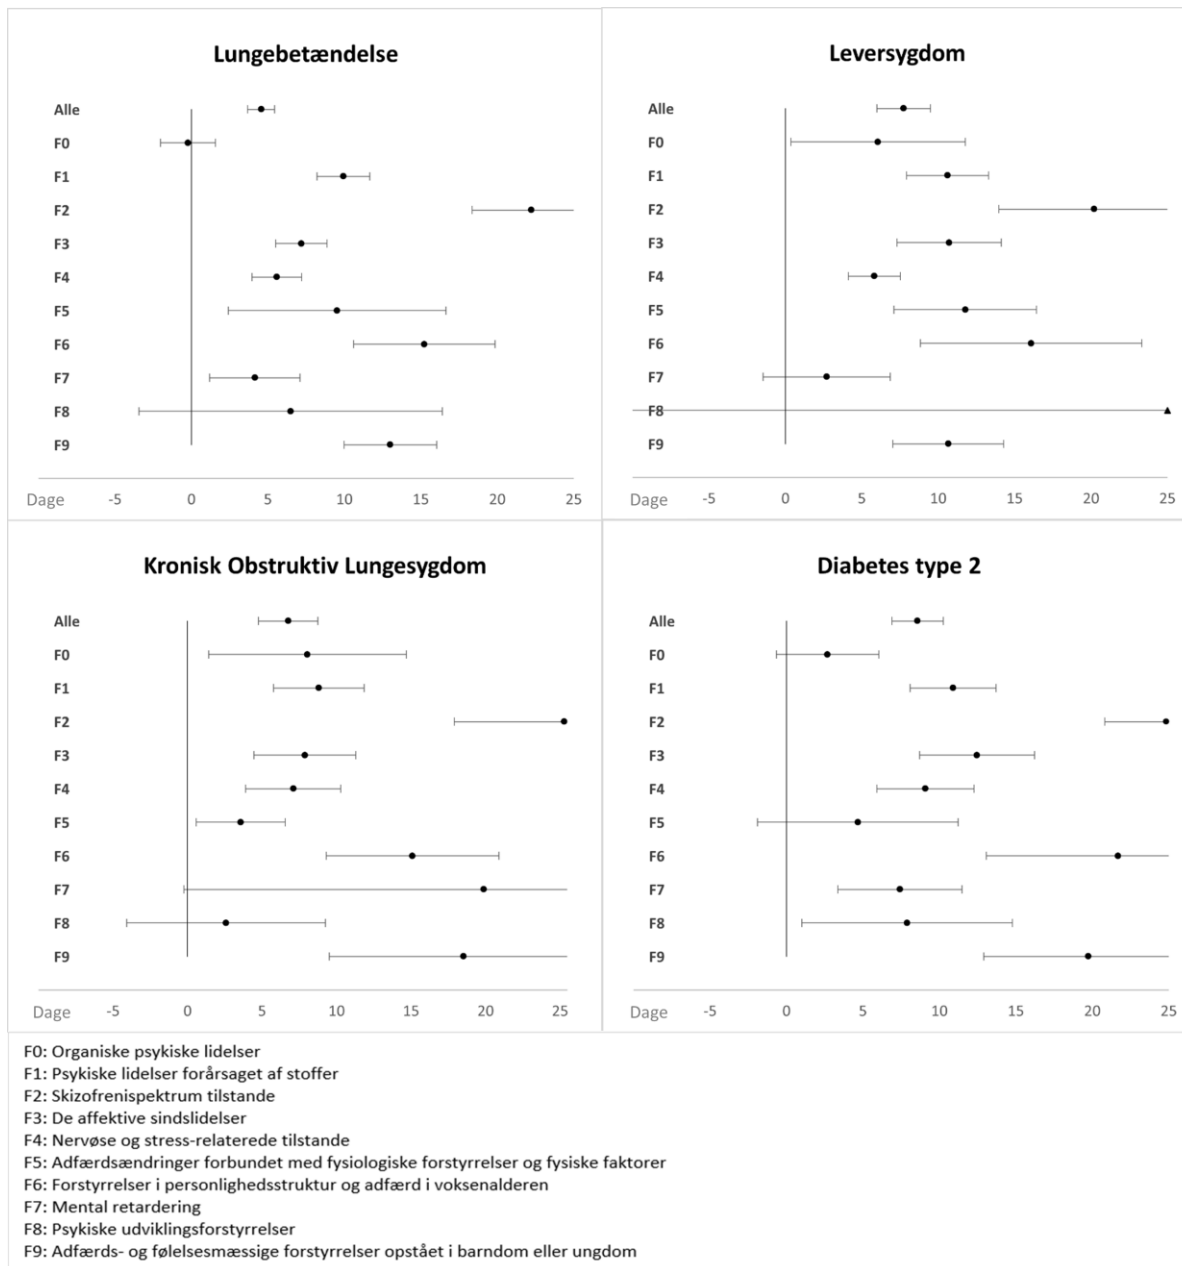 Lungebetændelse
Alle
F0
F1
F2
F3
F4
F5
F6
F7
F8
F9
Dage -5 0 5 10 15 20 25
Leversygdom
Alle
F0
F1
F2
F3
F4
F5
F6
F7
F8
F9
Dage -5 0 5 10 15 20 25
Kronisk Obstruktiv Lungesygdom
Alle
F0
F1
F2
F3
F4
F5
F6
F7
F8
F9
Dage -5 0 5 10 15 20 25
Diabetes type 2
Alle
F0
F1
F2
F3
F4
F5
F6
F7
F8
F9
Dage -5 0 5 10 15 20 25
F0: Organiske psykiske lidelser
F1: Psykiske lidelser forårsaget af stoffer
F2: Skizofrenispektrum tilstande
F3: De affektive sindslidelser
F4: Nervøse og stress-relaterede tilstande
F5: Adfærdsændringer forbundet med fysiologiske forstyrrelser og fysiske faktorer
F6: Forstyrrelser i personlighedsstruktur og adfærd i voksenalderen
F7: Mental retardering
F8: Psykiske udviklingsforstyrrelser
F9: Adfærds- og følelsesmæssige forstyrrelser opstået i barndom eller ungdom